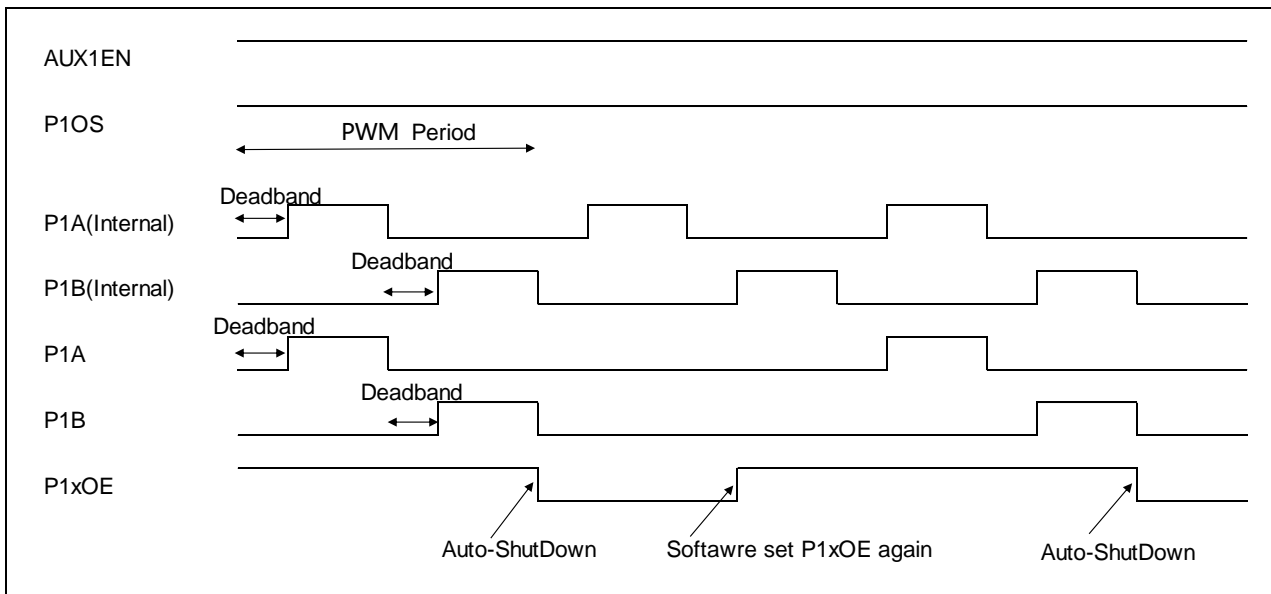 AUX1EN
P1OS
PWM Period
Deadband
P1A(Internal)
Deadband
P1B(Internal)
Deadband
P1A
Deadband
P1B
P1xOE
Auto-ShutDown
Softawre set P1xOE again
Auto-ShutDown